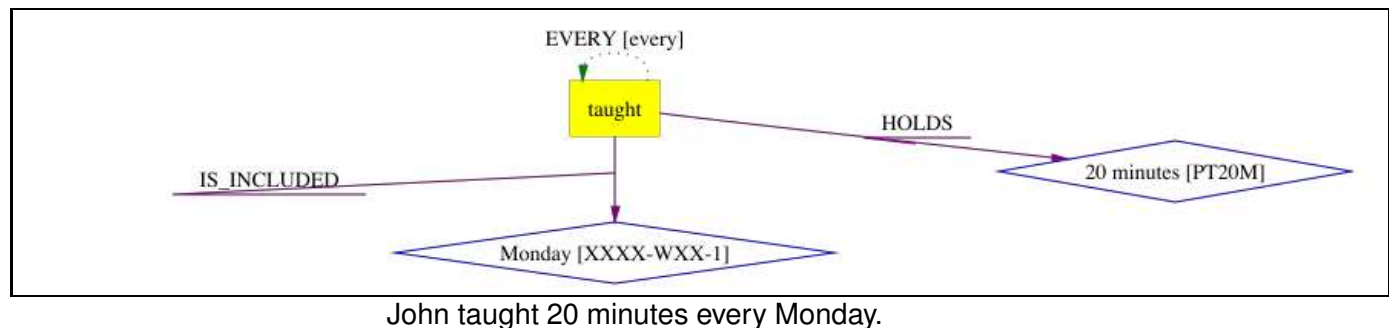 EVERY [every]
taught
HOLDS
20 minutes [PT20M]
IS_INCLUDED
Monday [XXXX-WXX-1]
John taught 20 minutes every Monday.